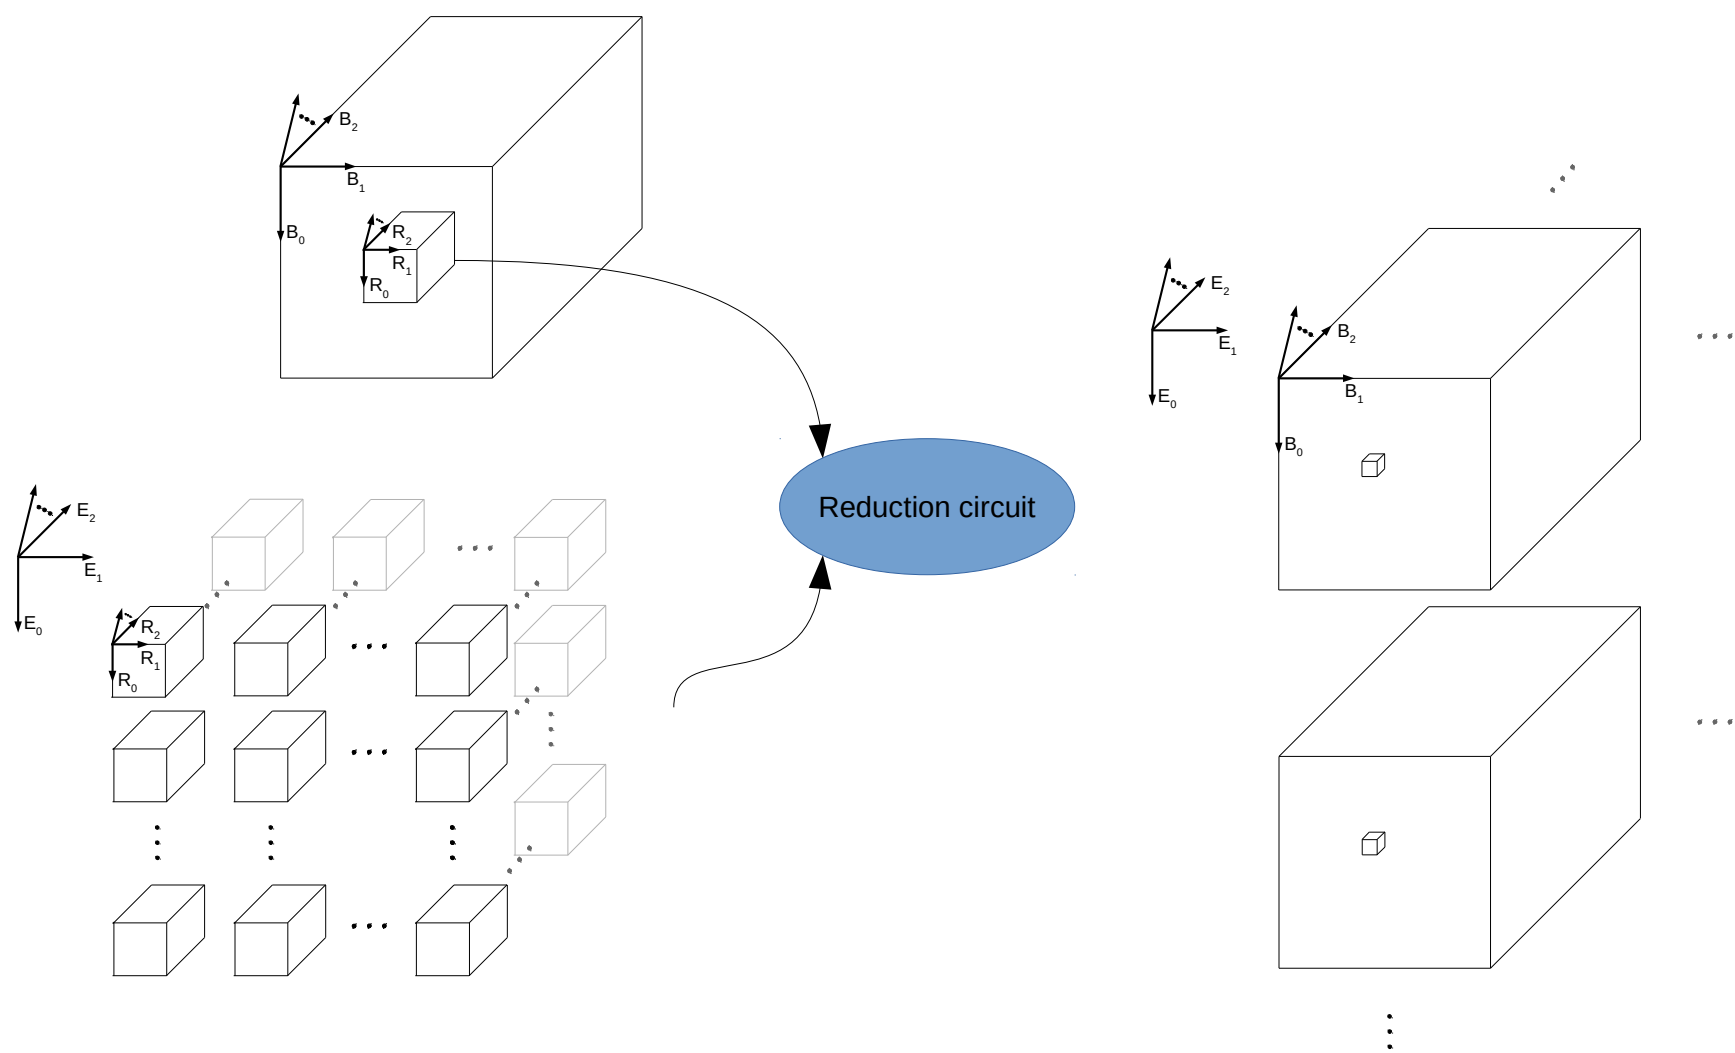 B2
B1
B0
R2
R1
R0
E2
E1
E0
B2
B1
B0
Reduction circuit
E2
E1
E0
R2
R1
R0